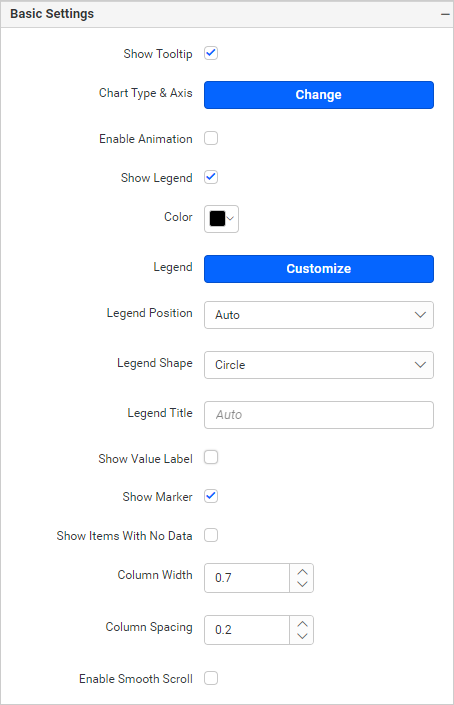 Basic Settings
Show Tooltip
Chart Type & Axis Change
Enable Animation
Show Legend
Color
Legend Customize
Legend Position Auto
Legend Shape Circle
Legend Title Auto
Show Value Label
Show Marker
Show Items With No Data
Column Width 0.7
Column Spacing 0.2
Enable Smooth Scroll